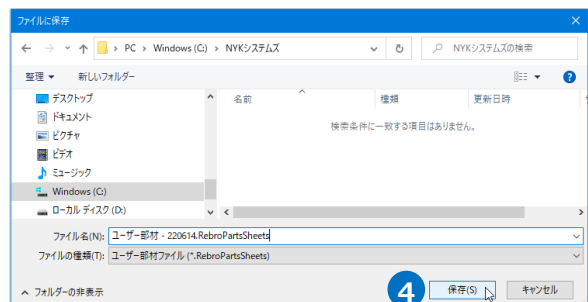 ファイルに保存
PC › Windows (C:) › NYKシステムズ
NYKシステムズの検索
整理 新しいフォルダー
デスクトップ
ドキュメント
ピクチャ
ビデオ
ミュージック
Windows (C:)
ローカル ディスク (D:)
名前 種類 更新日時
検索条件に一致する項目はありません。
ファイル名(N): ユーザー部材 - 220614.RebroPartsSheets
ファイルの種類(T): ユーザー部材ファイル (*.RebroPartsSheets)
フォルダーの非表示
4
保存(S) キャンセル